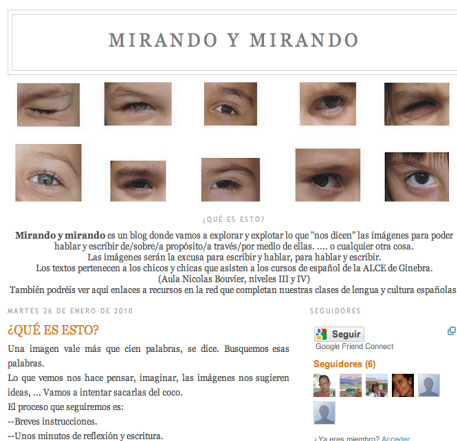 MIRANDO Y MIRANDO
¿QUÉ ES ESTO?
Mirando y mirando es un blog donde vamos a explorar y explotar lo que "nos dicen" las imágenes para poder
hablar y escribir de/sobre/a propósito/a través/por medio de ellas. .... o cualquier otra cosa.
Las imágenes serán la excusa para escribir y hablar, para hablar y escribir.
Los textos pertenecen a los chicos y chicas que asisten a los cursos de español de la ALCE de Ginebra.
(Aula Nicolas Bouvier, niveles III y IV)
También podréis ver aquí enlaces a recursos en la red que completan nuestras clases de lengua y cultura españolas
MARTES 26 DE ENERO DE 2010
¿QUÉ ES ESTO?
Una imagen vale más que cien palabras, se dice. Busquemos esas
palabras.
Lo que vemos nos hace pensar, imaginar, las imágenes nos sugieren
ideas, ... Vamos a intentar sacarlas del coco.
El proceso que seguiremos es:
--Breves instrucciones.
--Unos minutos de reflexión y escritura.
SEGUIDORES
Seguir
Google Friend Connect
Seguidores (6)
¿Ya eres miembro? Acceder